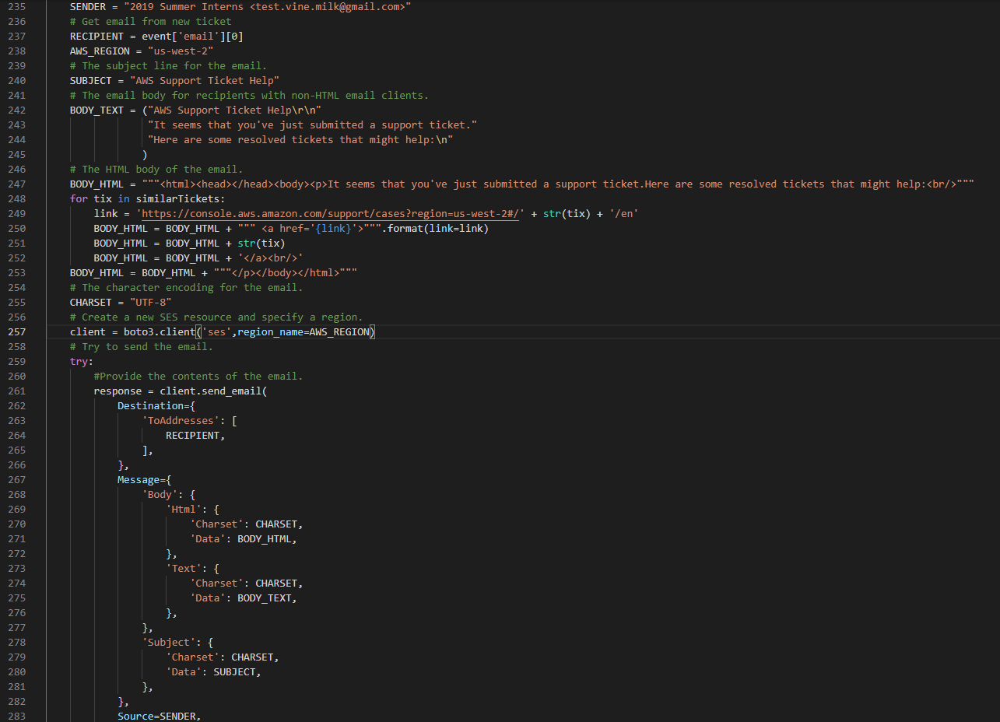 235 SENDER = "2019 Summer Interns <test.vine.milk@gmail.com>"
236 # Get email from new ticket
237 RECIPIENT = event['email'][0]
238 AWS_REGION = "us-west-2"
239 # The subject line for the email.
240 SUBJECT = "AWS Support Ticket Help"
241 # The email body for recipients with non-HTML email clients.
242 BODY_TEXT = ("AWS Support Ticket Help\r\n"
243 "It seems that you've just submitted a support ticket."
244 "Here are some resolved tickets that might help:\n"
245 )
246 # The HTML body of the email.
247 BODY_HTML = """<html><head></head><body><p>It seems that you've just submitted a support ticket.Here are some resolved tickets that might help:<br/>"""
248 for tix in similarTickets:
249 link = 'https://console.aws.amazon.com/support/cases?region=us-west-2#/' + str(tix) + '/en'
250 BODY_HTML = BODY_HTML + """ <a href='{link}'>""".format(link=link)
251 BODY_HTML = BODY_HTML + str(tix)
252 BODY_HTML = BODY_HTML + '</a><br/>'
253 BODY_HTML = BODY_HTML + """</p></body></html>"""
254 # The character encoding for the email.
255 CHARSET = "UTF-8"
256 # Create a new SES resource and specify a region.
257 client = boto3.client('ses',region_name=AWS_REGION)
258 # Try to send the email.
259 try:
260 #Provide the contents of the email.
261 response = client.send_email(
262 Destination={
263 'ToAddresses': [
264 RECIPIENT,
265 ],
266 },
267 Message={
268 'Body': {
269 'Html': {
270 'Charset': CHARSET,
271 'Data': BODY_HTML,
272 },
273 'Text': {
274 'Charset': CHARSET,
275 'Data': BODY_TEXT,
276 },
277 },
278 'Subject': {
279 'Charset': CHARSET,
280 'Data': SUBJECT,
281 },
282 },
283 Source=SENDER,